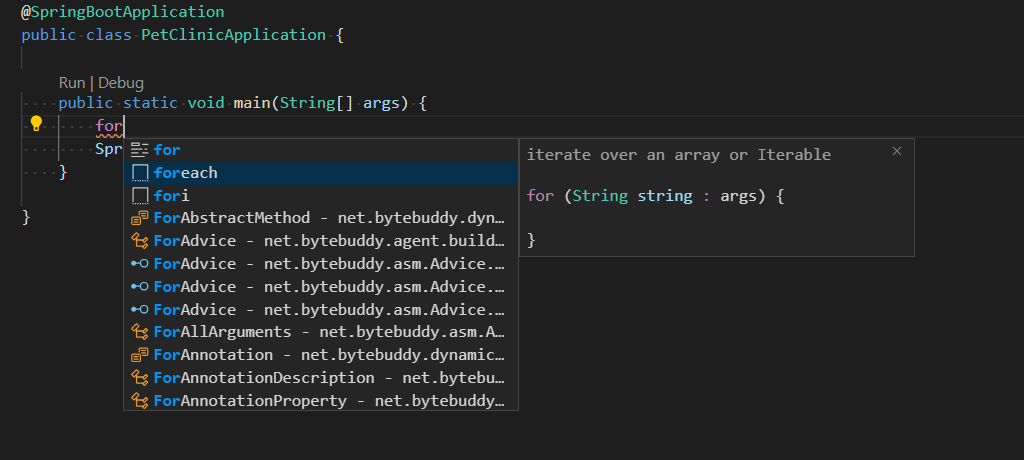 @SpringBootApplication
public class PetClinicApplication {
Run | Debug
public static void main(String[] args) {
for
Spr
}
}
for
foreach
fori
ForAbstractMethod - net.bytebuddy.dyn…
ForAdvice - net.bytebuddy.agent.build…
ForAdvice - net.bytebuddy.asm.Advice.…
ForAdvice - net.bytebuddy.asm.Advice.…
ForAdvice - net.bytebuddy.asm.Advice.…
ForAllArguments - net.bytebuddy.asm.A…
ForAnnotation - net.bytebuddy.dynamic…
ForAnnotationDescription - net.bytebu…
ForAnnotationProperty - net.bytebuddy…
iterate over an array or Iterable
for (String string : args) {
}